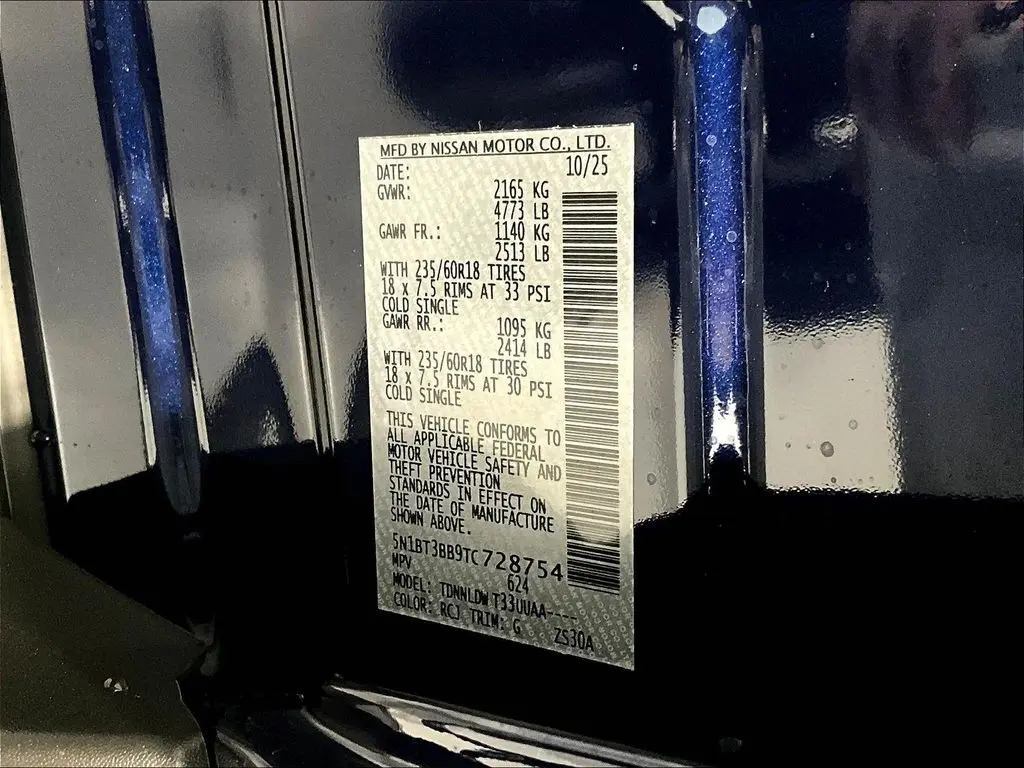 MFD BY NISSAN MOTOR CO., LTD.
DATE: 10/25
GVWR: 2165 KG
4773 LB
GAWR FR.: 1140 KG
2513 LB
WITH 235/60R18 TIRES
18 x 7.5 RIMS AT 33 PSI
COLD SINGLE
GAWR RR.: 1095 KG
2414 LB
WITH 235/60R18 TIRES
18 x 7.5 RIMS AT 30 PSI
COLD SINGLE
THIS VEHICLE CONFORMS TO
ALL APPLICABLE FEDERAL
MOTOR VEHICLE SAFETY AND
THEFT PREVENTION
STANDARDS IN EFFECT ON
THE DATE OF MANUFACTURE
SHOWN ABOVE.
5N1BT3BB9TC728754
MPV 624
MODEL: TDNNLDW T33UUAA----
COLOR: RCJ TRIM: G ZS30A